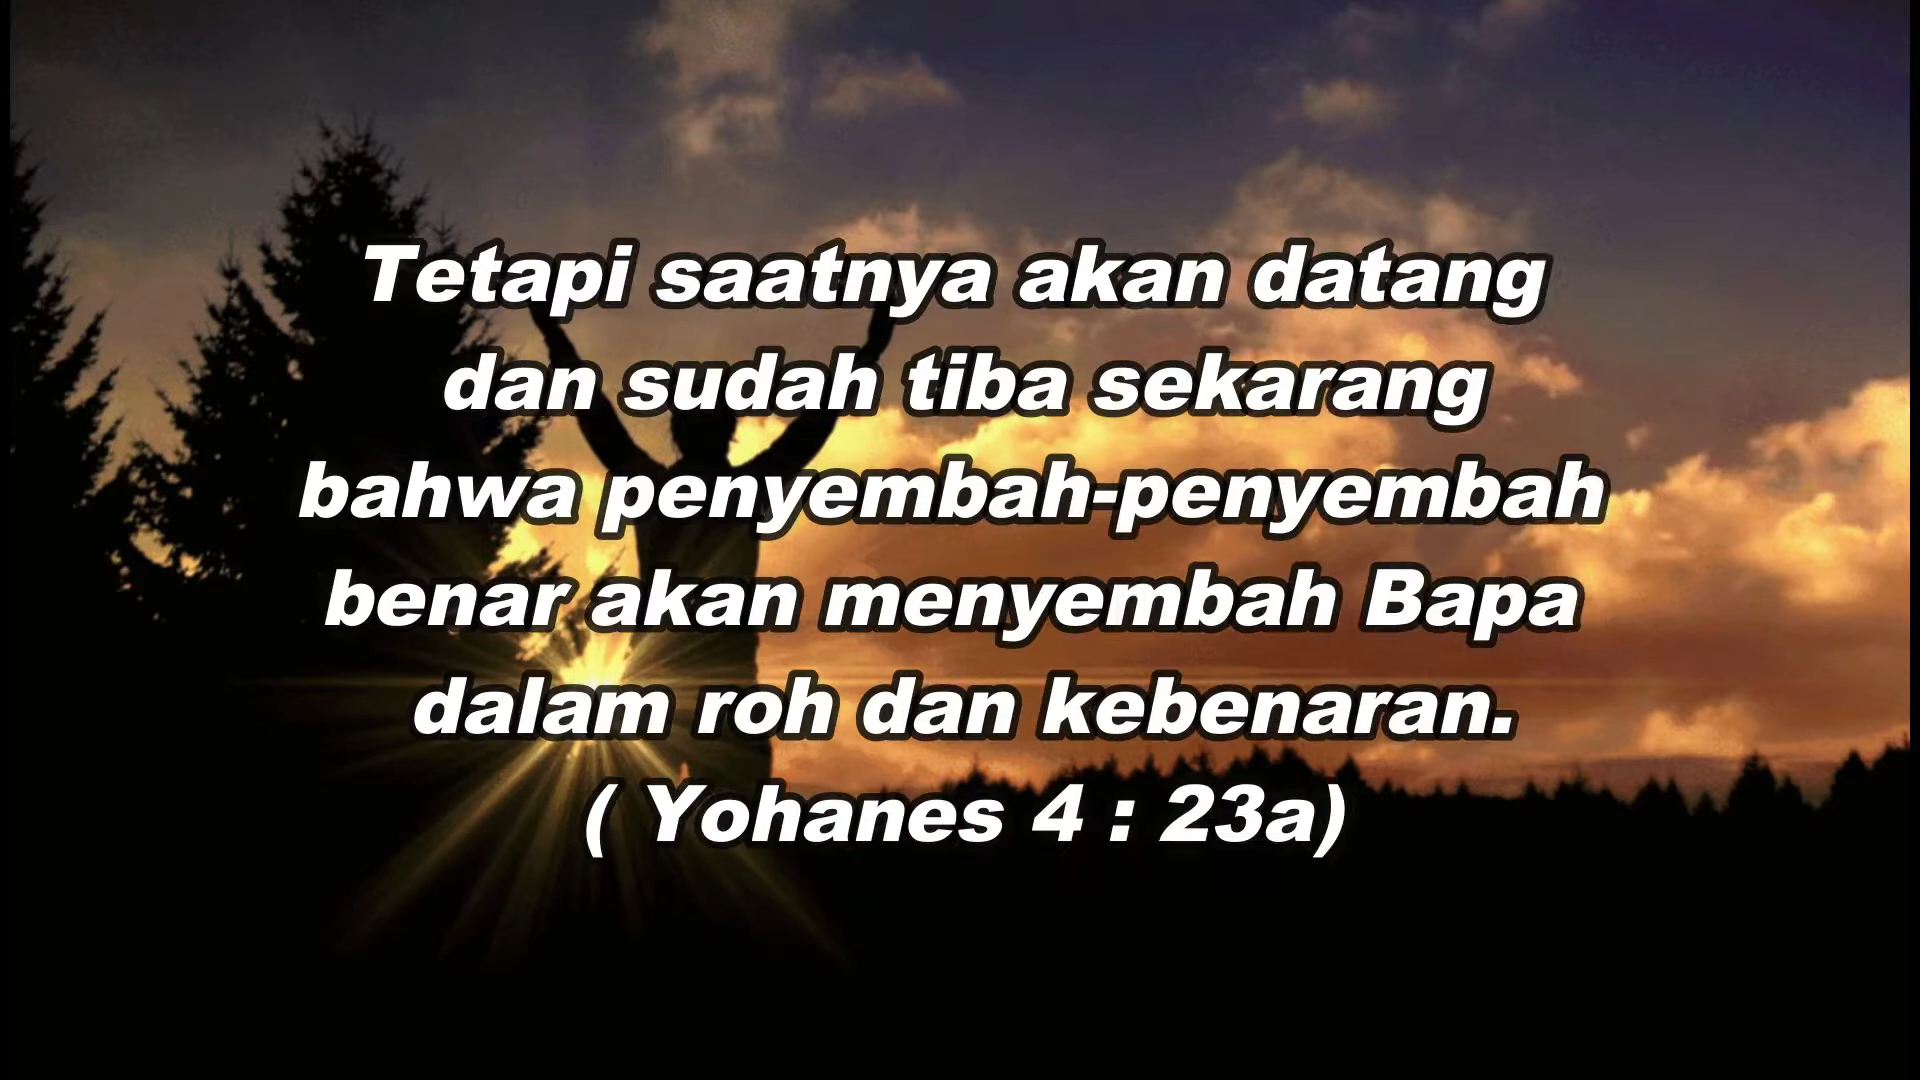 Tetapi saatnya akan datang
dan sudah tiba sekarang
bahwa penyembah-penyembah
benar akan menyembah Bapa
dalam roh dan kebenaran.
( Yohanes 4 : 23a)